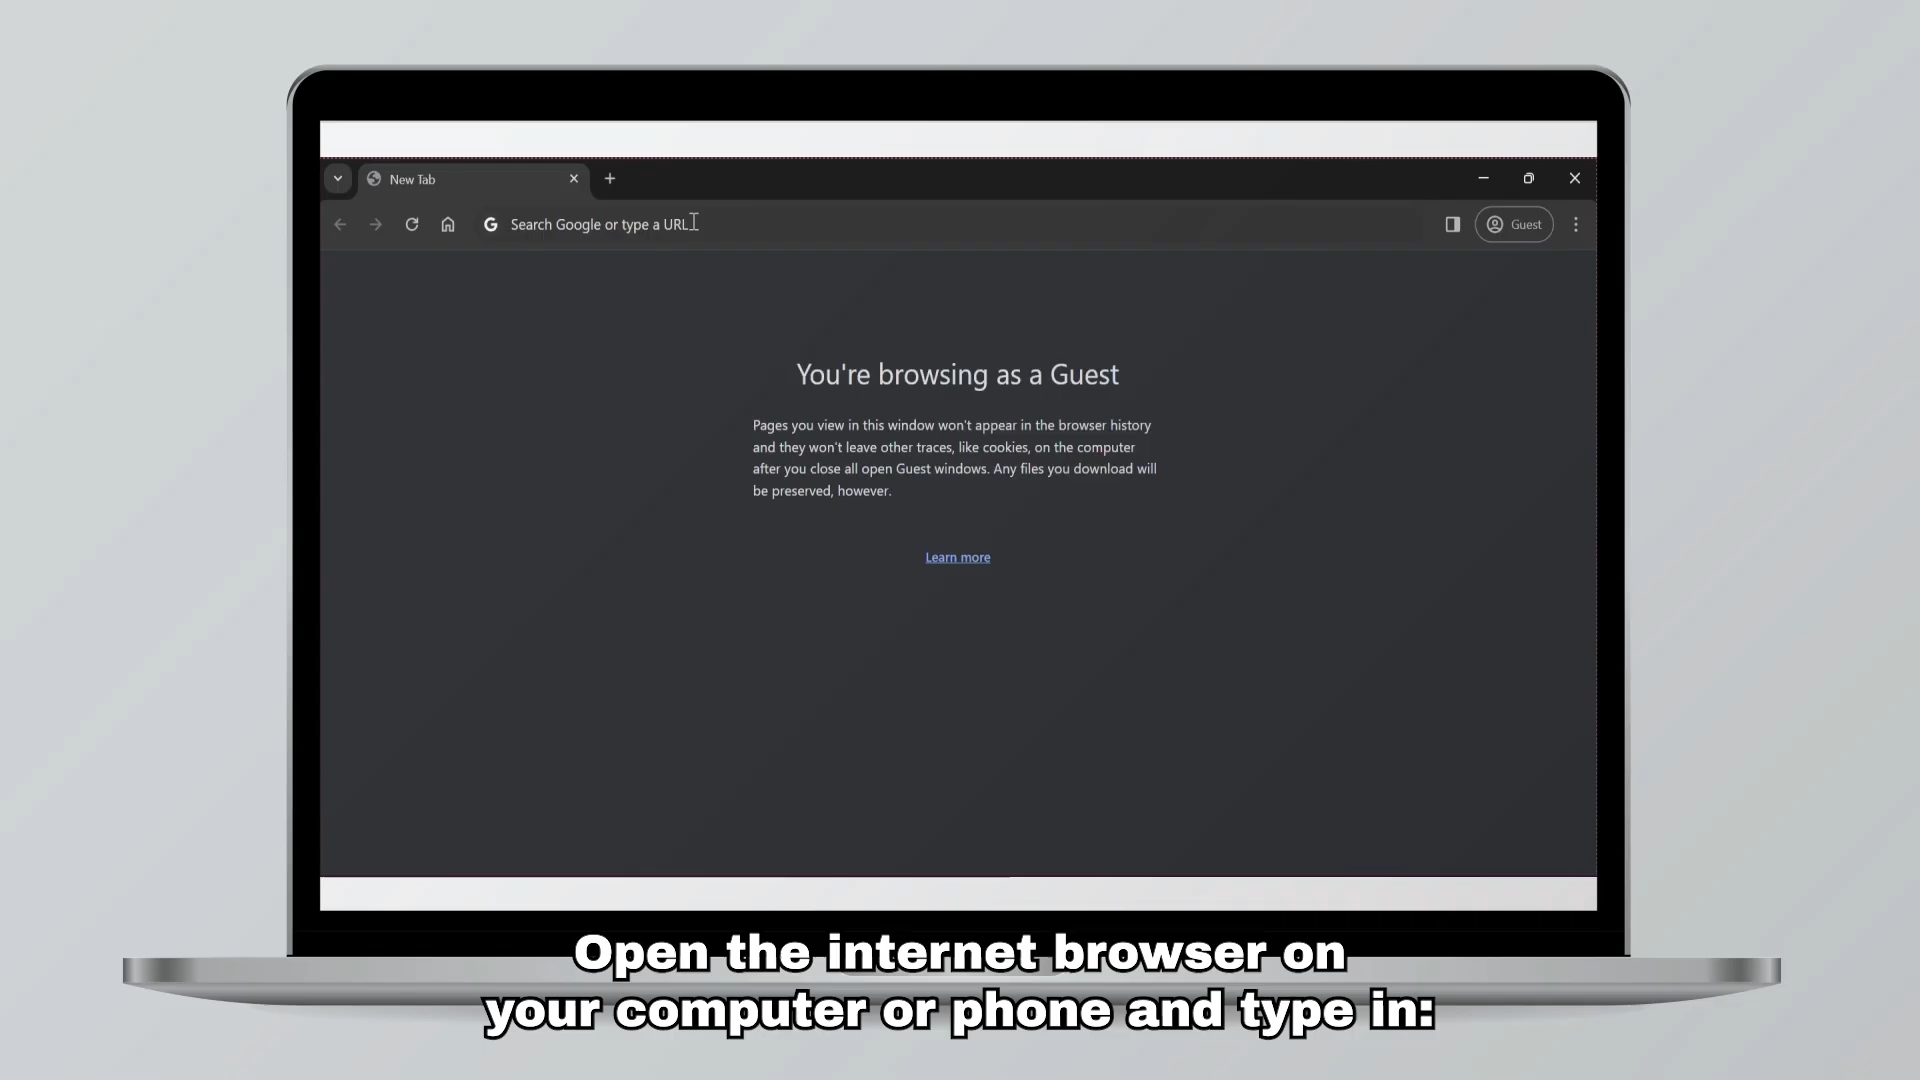 New Tab
Search Google or type a URL
Guest
You're browsing as a Guest
Pages you view in this window won't appear in the browser history
and they won't leave other traces, like cookies, on the computer
after you close all open Guest windows. Any files you download will
be preserved, however.
Learn more
Open the internet browser on
your computer or phone and type in: